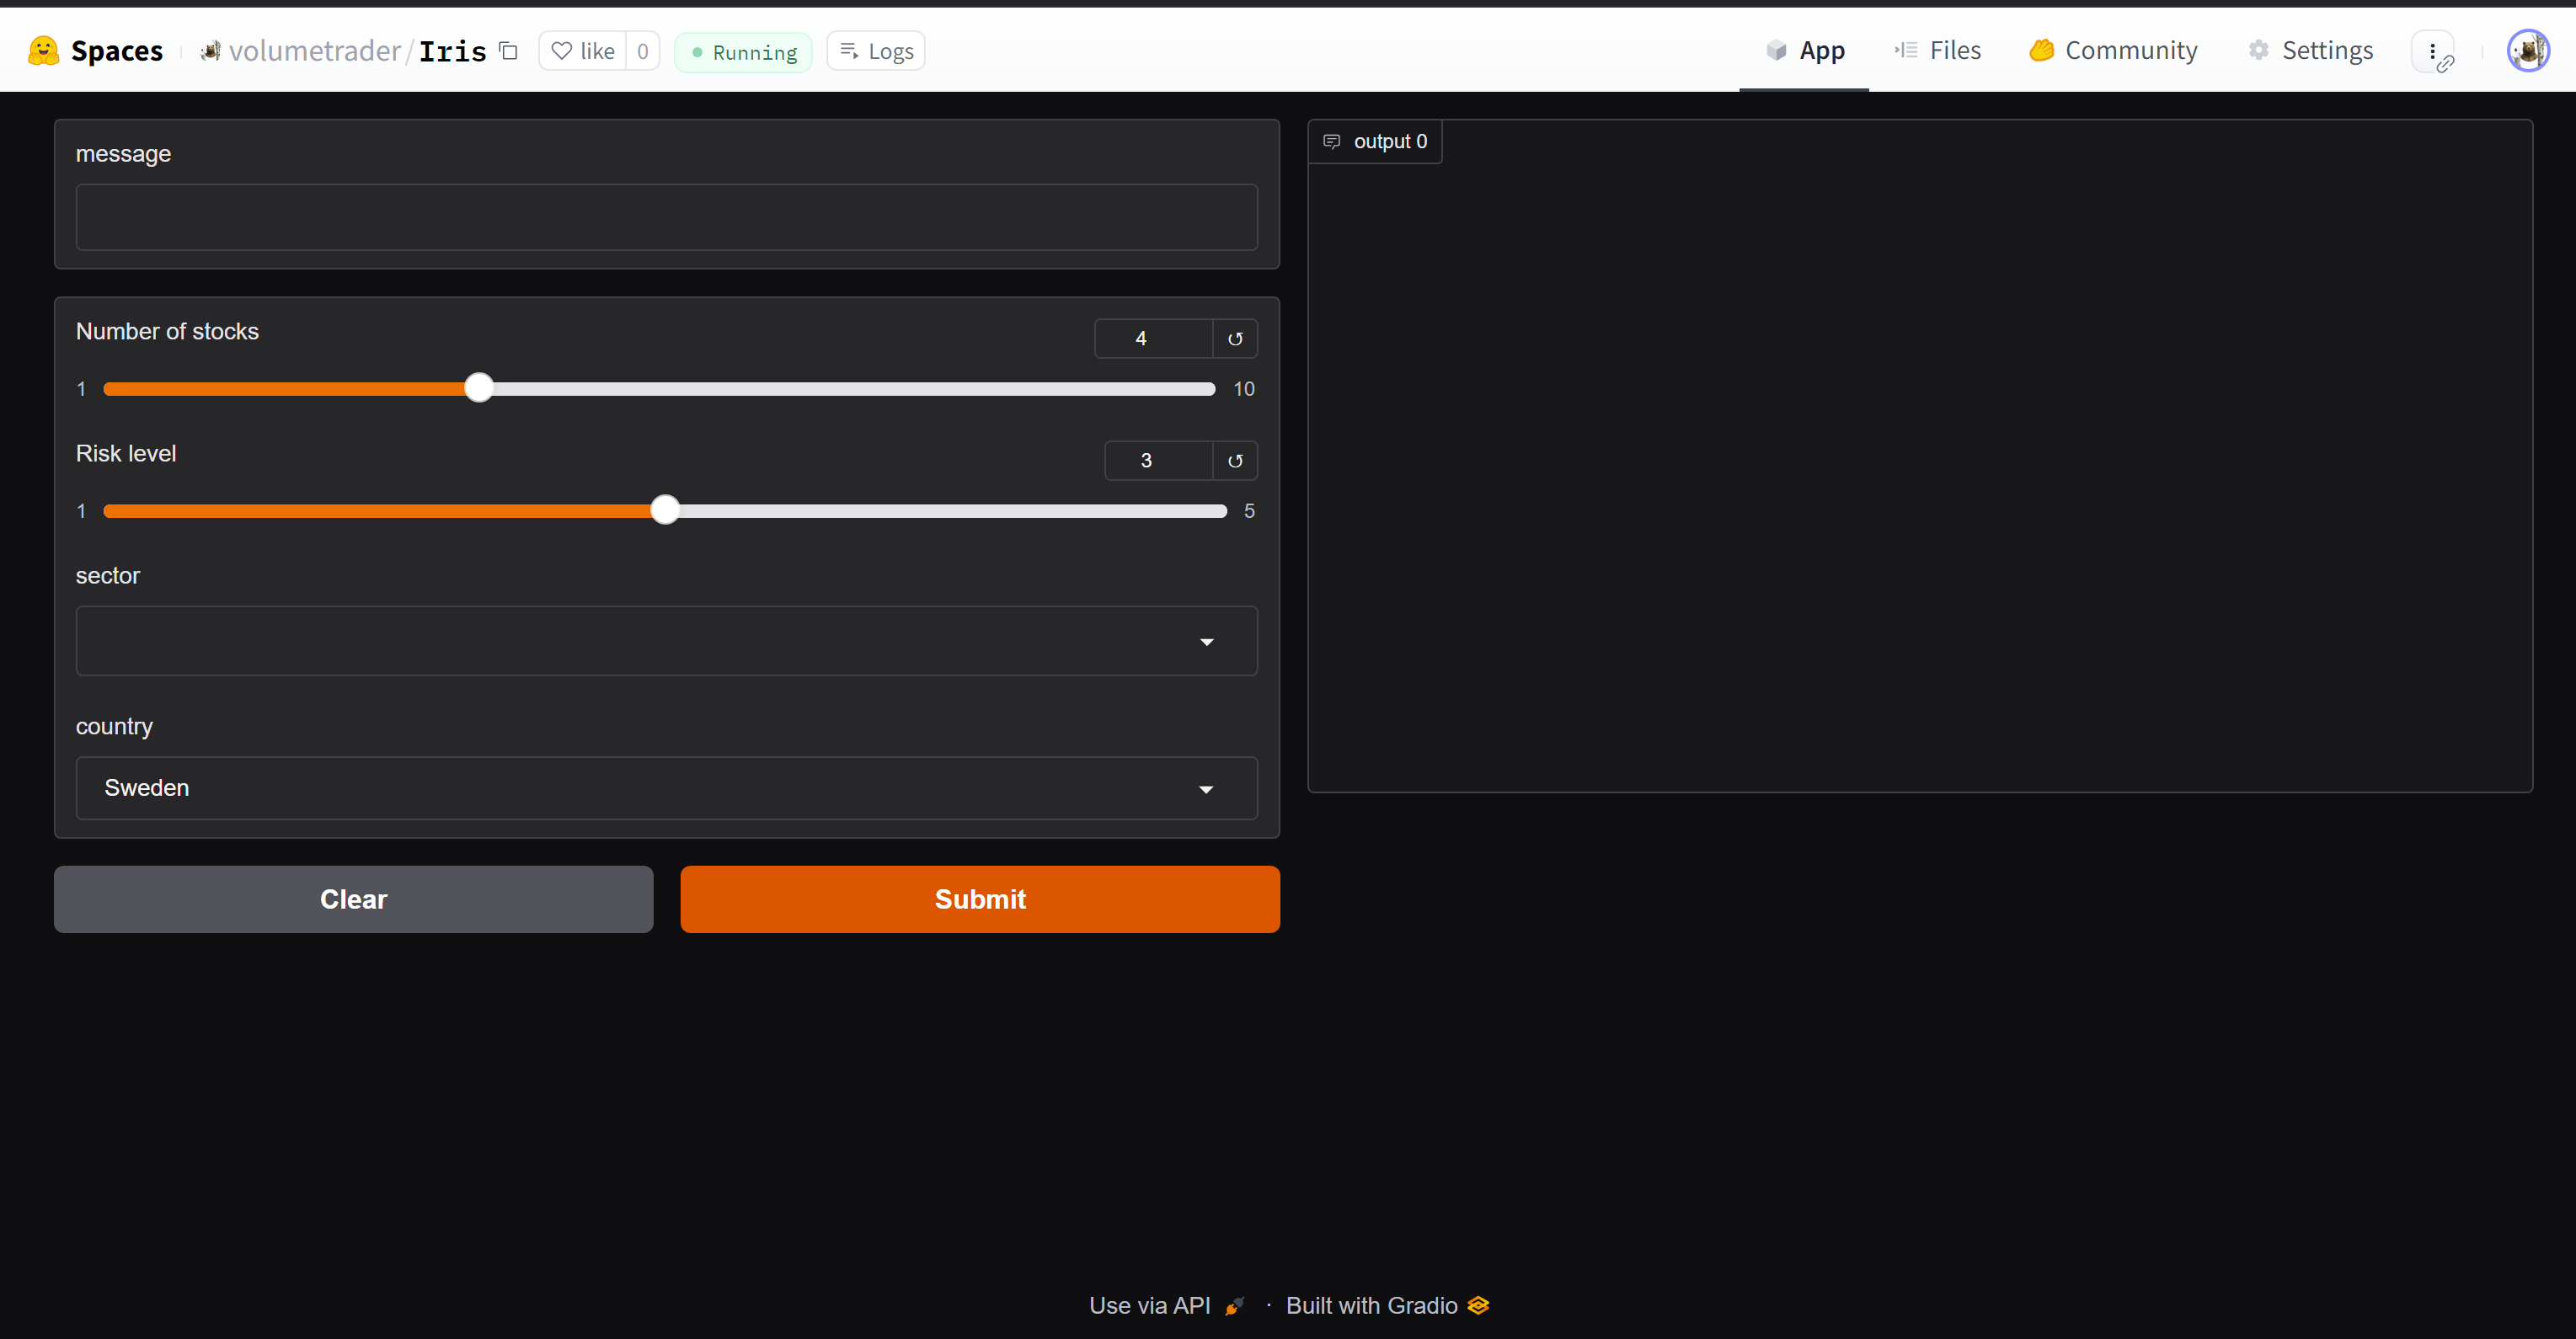 Spaces volumetrader/Iris like 0 Running Logs App Files Community Settings
message
output 0
Number of stocks 4
1 10
Risk level 3
1 5
sector
country
Sweden
Clear Submit
Use via API · Built with Gradio